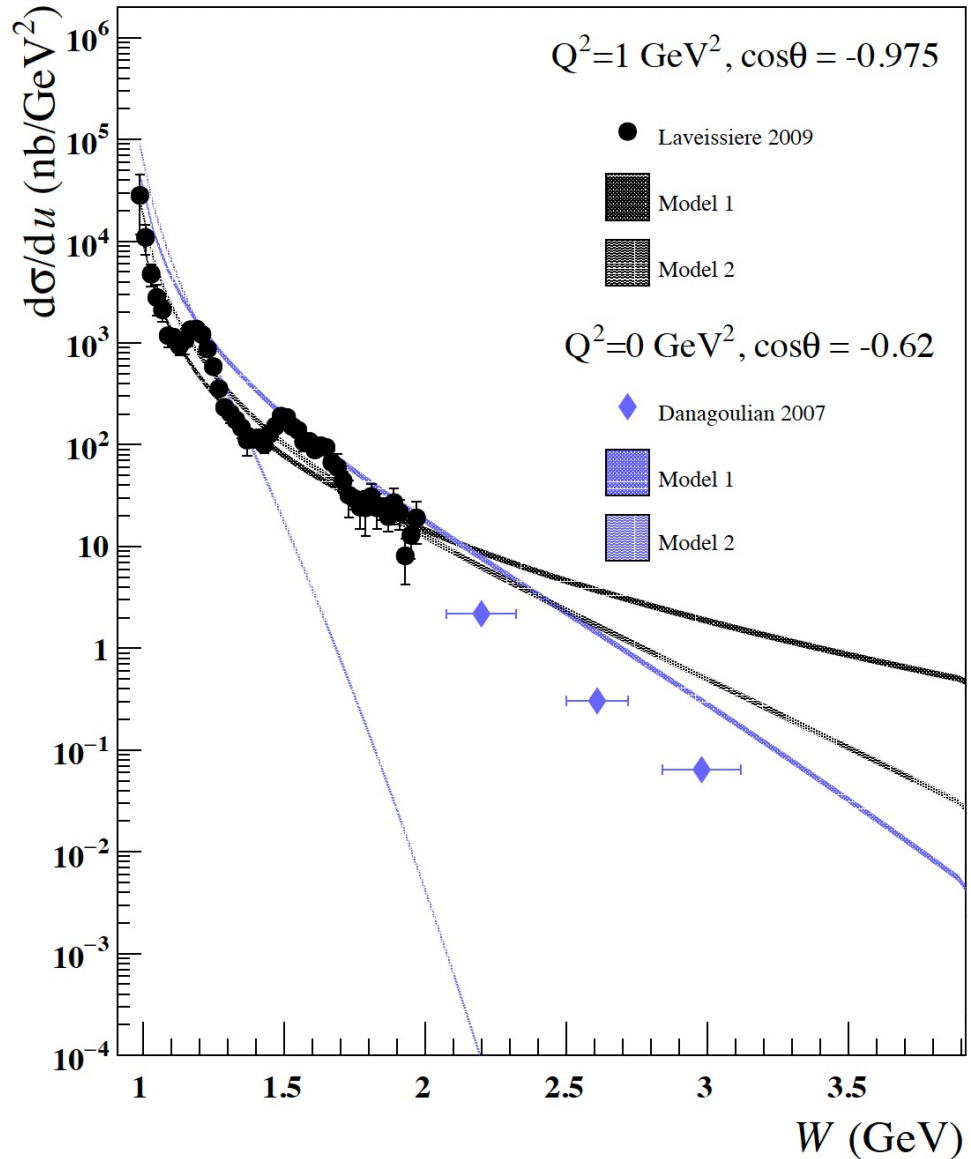 dσ/du (nb/GeV²)
10⁶
10⁵
10⁴
10³
10²
10
1
10⁻¹
10⁻²
10⁻³
10⁻⁴
Q²=1 GeV², cosθ = -0.975
Laveissiere 2009
Model 1
Model 2
Q²=0 GeV², cosθ = -0.62
Danagoulian 2007
Model 1
Model 2
1 1.5 2 2.5 3 3.5
W (GeV)